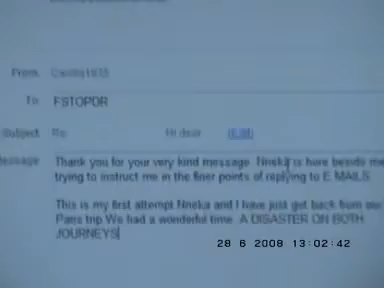 From:
To: FSTOPDR
Subject: Re: Hi dear (Edit)
Message: Thank you for your very kind message. Nneka is here beside me
trying to instruct me in the finer points of replying to E MAILS.
This is my first attempt Nneka and I have just got back from our
Paris trip We had a wonderful time. A DISASTER ON BOTH
JOURNEYS
28 6 2008 13:02:42